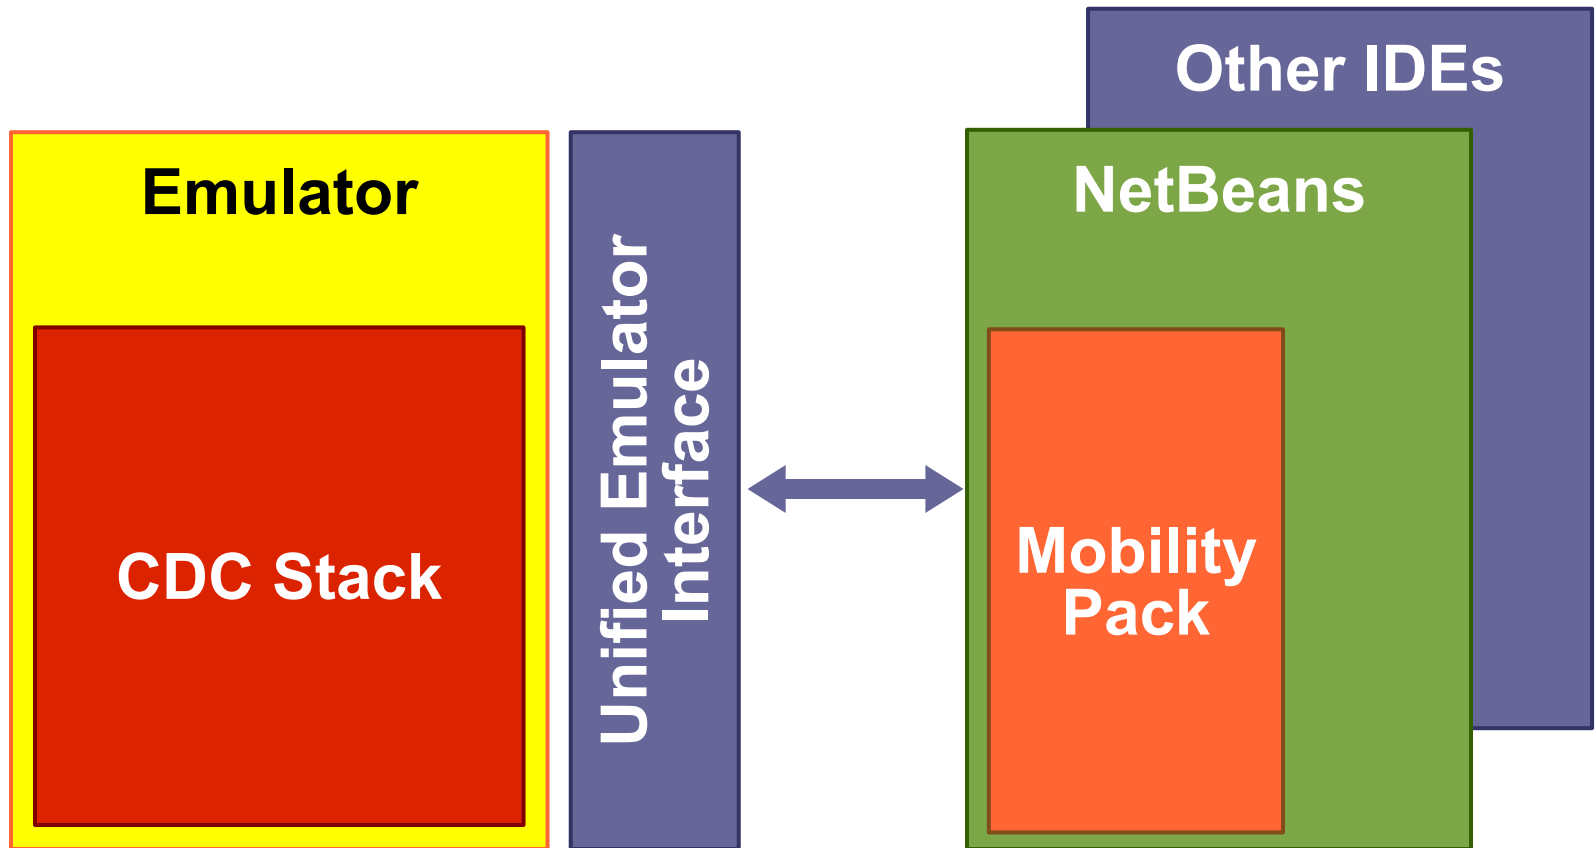 Other IDEs
Emulator
NetBeans
Unified Emulator
Interface
CDC Stack
Mobility
Pack